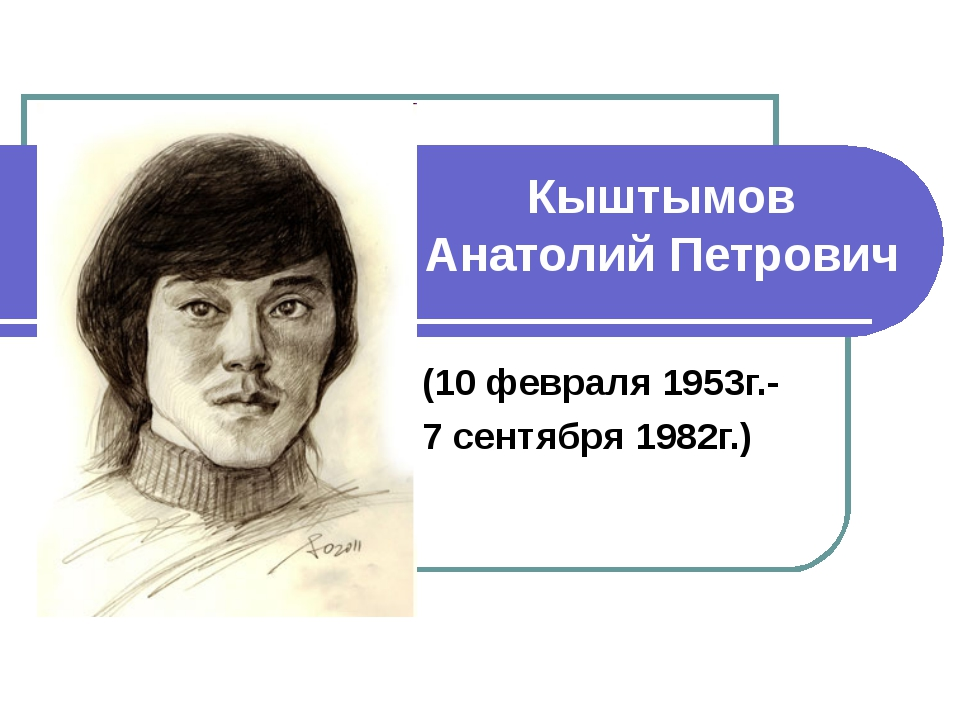 Кыштымов
Анатолий Петрович
(10 февраля 1953г.-
7 сентября 1982г.)